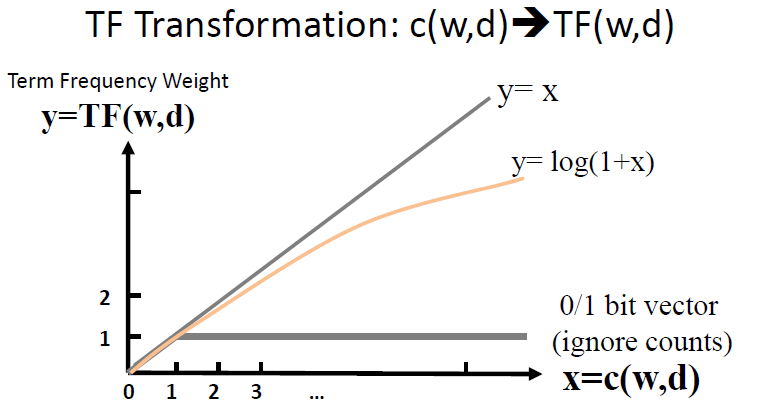 TF Transformation: c(w,d)➔TF(w,d)
Term Frequency Weight
y=TF(w,d)
y= x
y= log(1+x)
2
1
0/1 bit vector
(ignore counts)
x=c(w,d)
0 1 2 3 ...